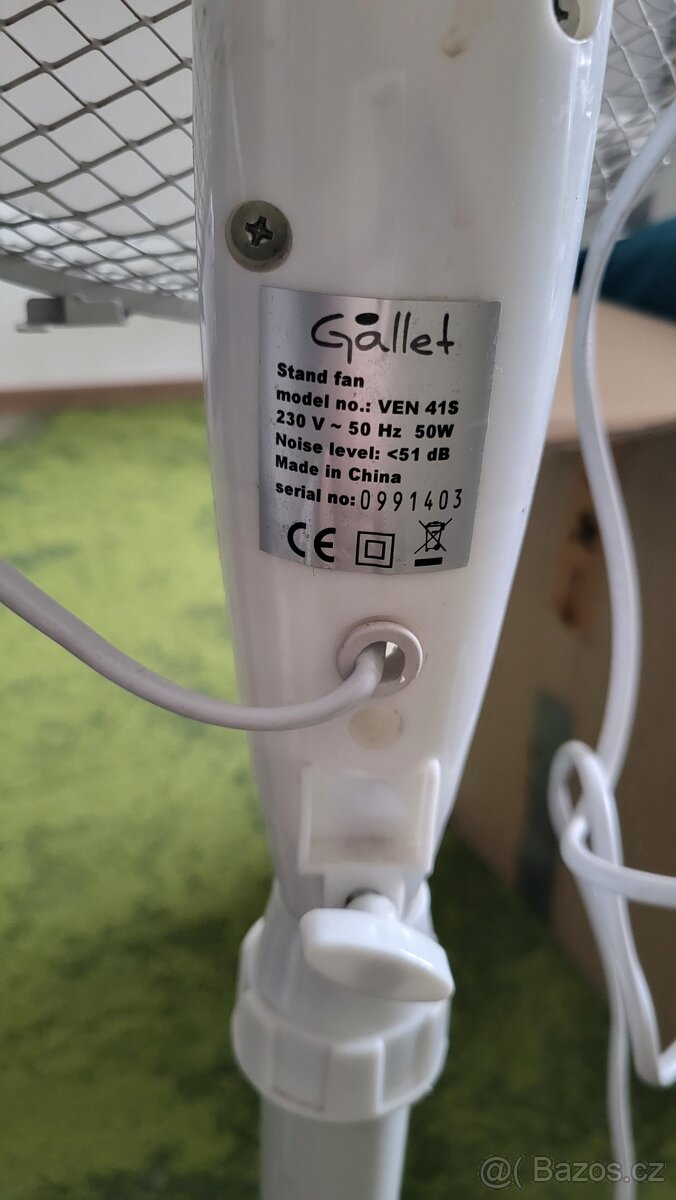 Gallet
Stand fan
model no.: VEN 41S
230 V ~ 50 Hz 50W
Noise level: <51 dB
Made in China
serial no: 0991403
CE
@( Bazos.cz